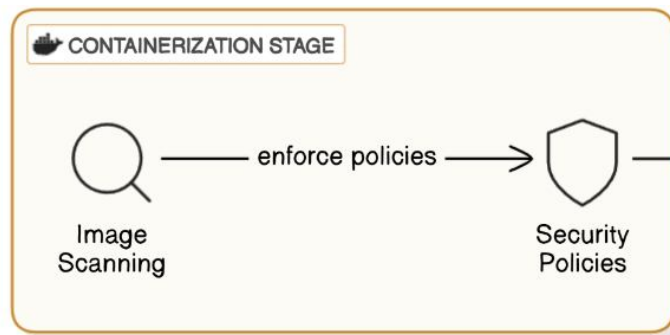 CONTAINERIZATION STAGE
enforce policies
Image
Scanning
Security
Policies